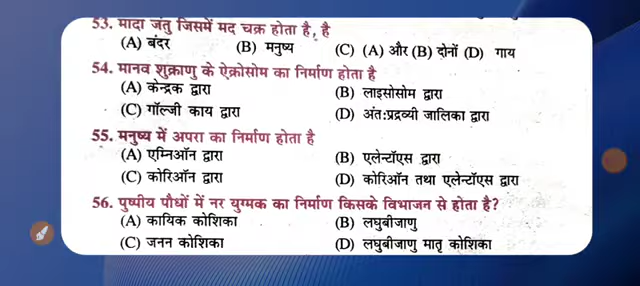 53. मादा जंतु जिसमें मद चक्र होता है, है
(A) बंदर (B) मनुष्य (C) (A) और (B) दोनों (D) गाय
54. मानव शुक्राणु के ऐक्रोसोम का निर्माण होता है
(A) केन्द्रक द्वारा (B) लाइसोसोम द्वारा
(C) गॉल्जी काय द्वारा (D) अंत:प्रद्रव्यी जालिका द्वारा
55. मनुष्य में अपरा का निर्माण होता है
(A) एम्निऑन द्वारा (B) एलेन्टॉएस द्वारा
(C) कोरिऑन द्वारा (D) कोरिऑन तथा एलेन्टॉएस द्वारा
56. पुष्पीय पौधों में नर युग्मक का निर्माण किसके विभाजन से होता है?
(A) कायिक कोशिका (B) लघुबीजाणु
(C) जनन कोशिका (D) लघुबीजाणु मातृ कोशिका